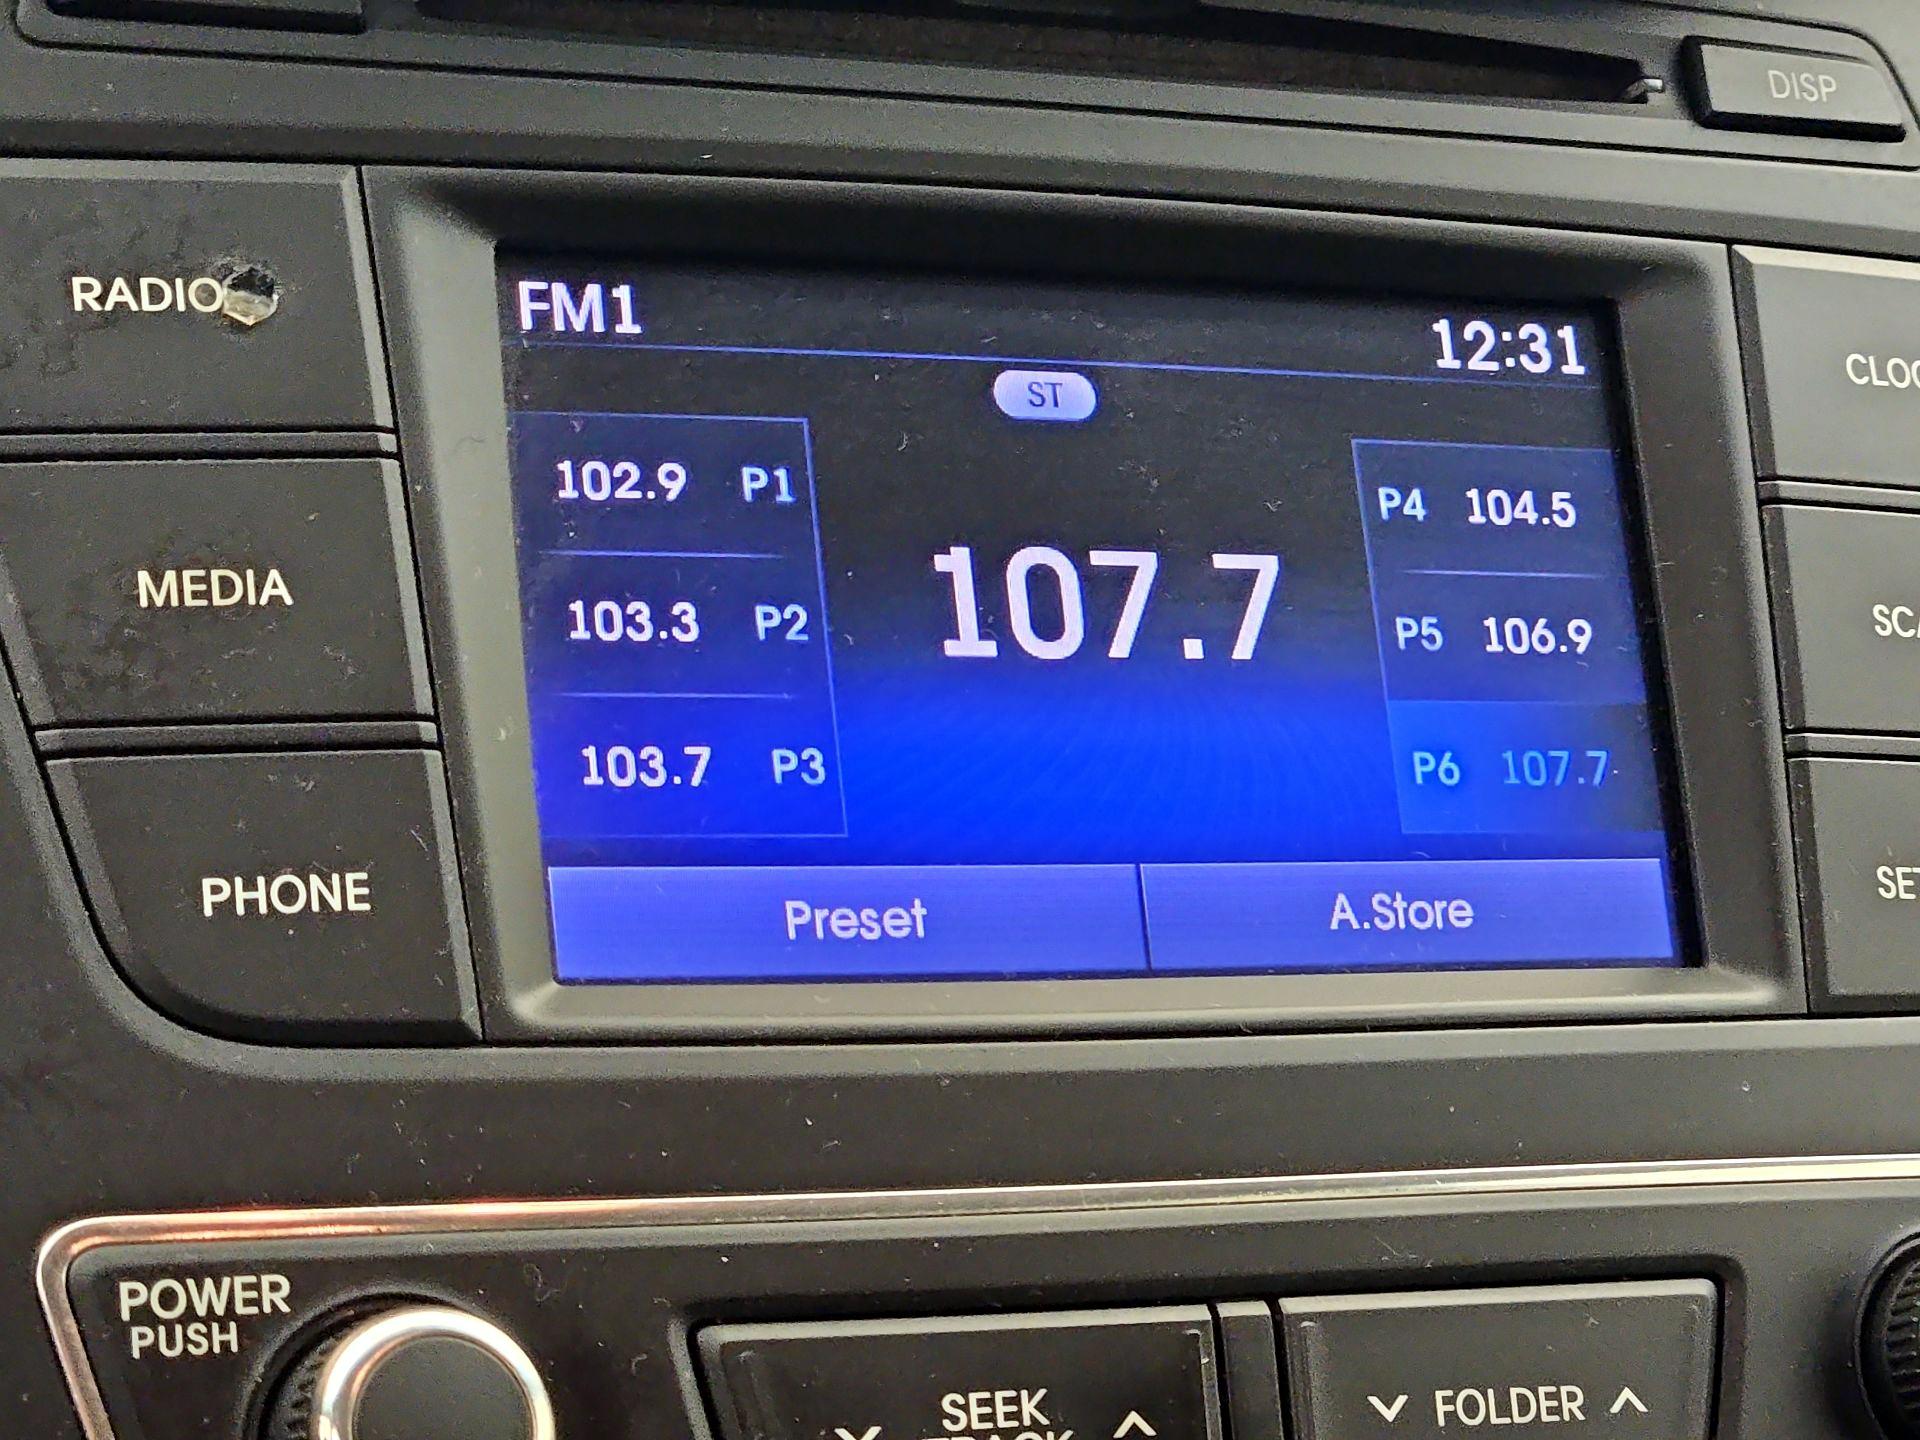 DISP
RADIO
MEDIA
PHONE
FM1
12:31
ST
102.9 P1
103.3 P2
103.7 P3
107.7
P4 104.5
P5 106.9
P6 107.7
Preset
A.Store
POWER
PUSH
SEEK
TRACK
FOLDER